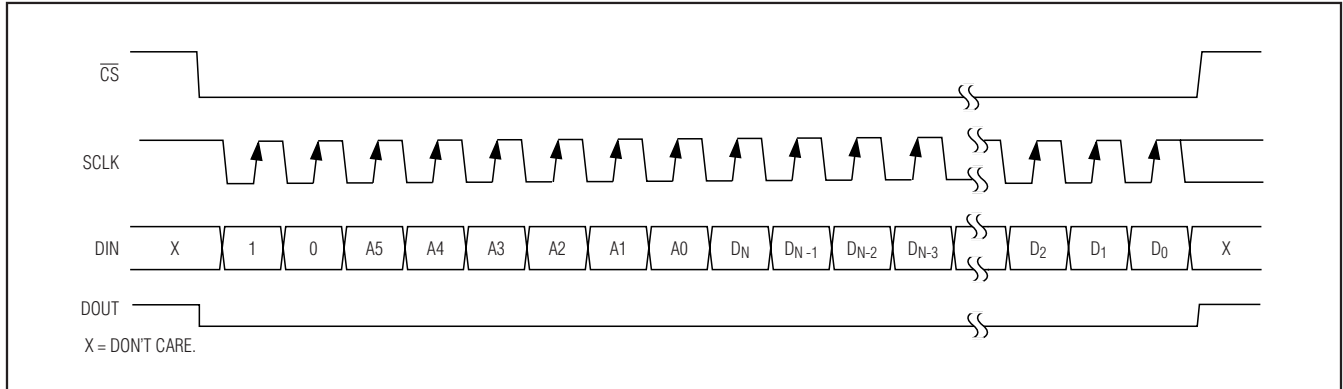 CS
SCLK
DIN X 1 0 A5 A4 A3 A2 A1 A0 DN DN-1 DN-2 DN-3 D2 D1 D0 X
DOUT
X = DON'T CARE.